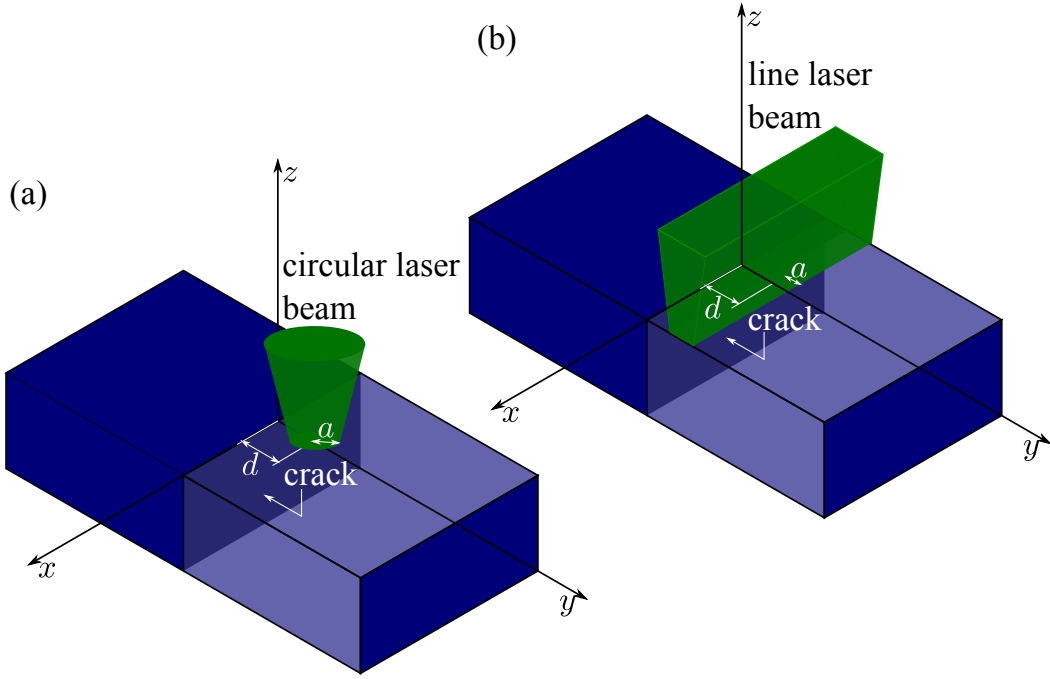 (a)
z
circular laser
beam
a
d
crack
x
y
(b)
z
line laser
beam
a
d
crack
x
y